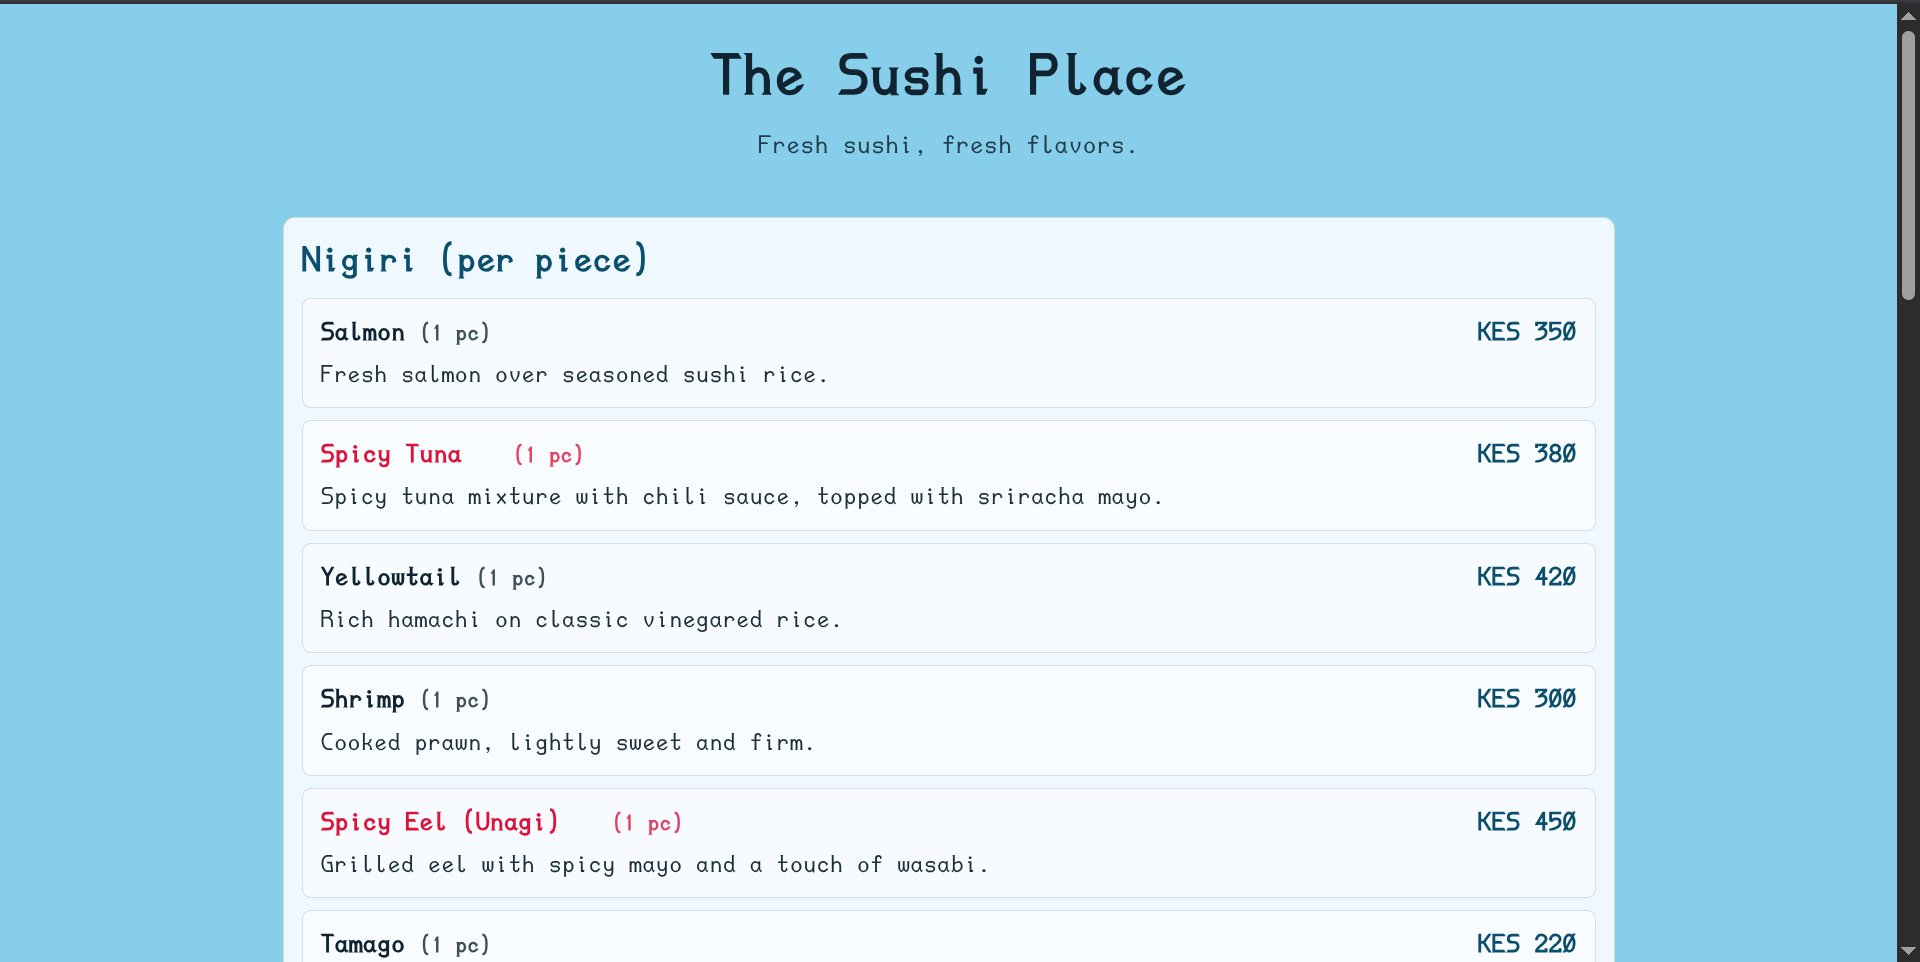 The Sushi Place
Fresh sushi, fresh flavors.
Nigiri (per piece)
Salmon (1 pc) KES 350
Fresh salmon over seasoned sushi rice.
Spicy Tuna (1 pc) KES 380
Spicy tuna mixture with chili sauce, topped with sriracha mayo.
Yellowtail (1 pc) KES 420
Rich hamachi on classic vinegared rice.
Shrimp (1 pc) KES 300
Cooked prawn, lightly sweet and firm.
Spicy Eel (Unagi) (1 pc) KES 450
Grilled eel with spicy mayo and a touch of wasabi.
Tamago (1 pc) KES 220